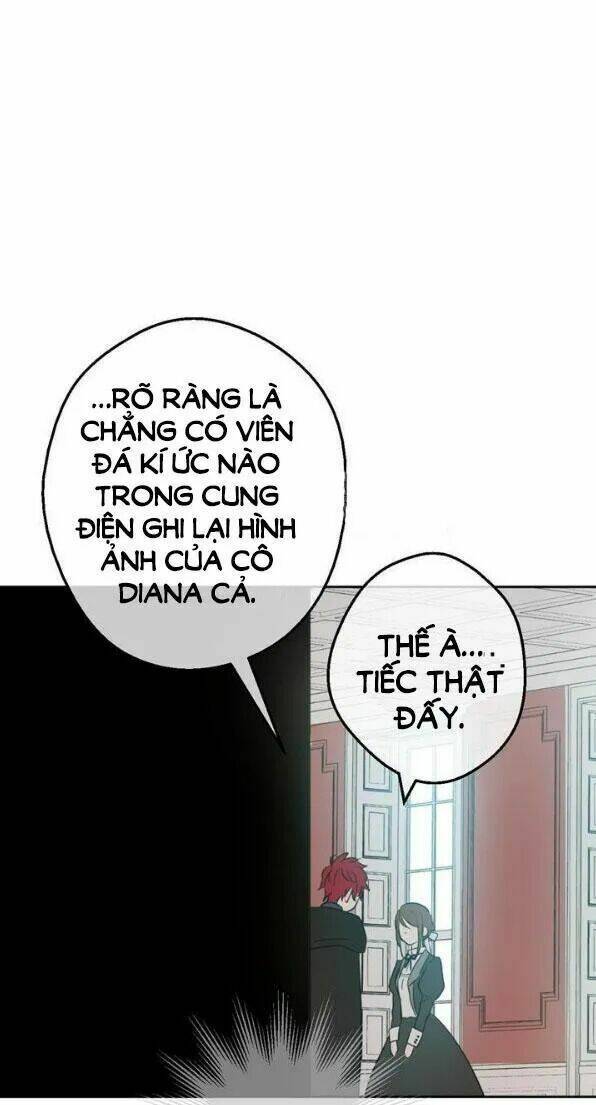 ...RÕ RÀNG LÀ
CHẲNG CÓ VIÊN
ĐÁ KÍ ỨC NÀO
TRONG CUNG
ĐIỆN GHI LẠI HÌNH
ẢNH CỦA CÔ
DIANA CẢ.
THẾ À... .
TIẾC THẬT
ĐẤY.